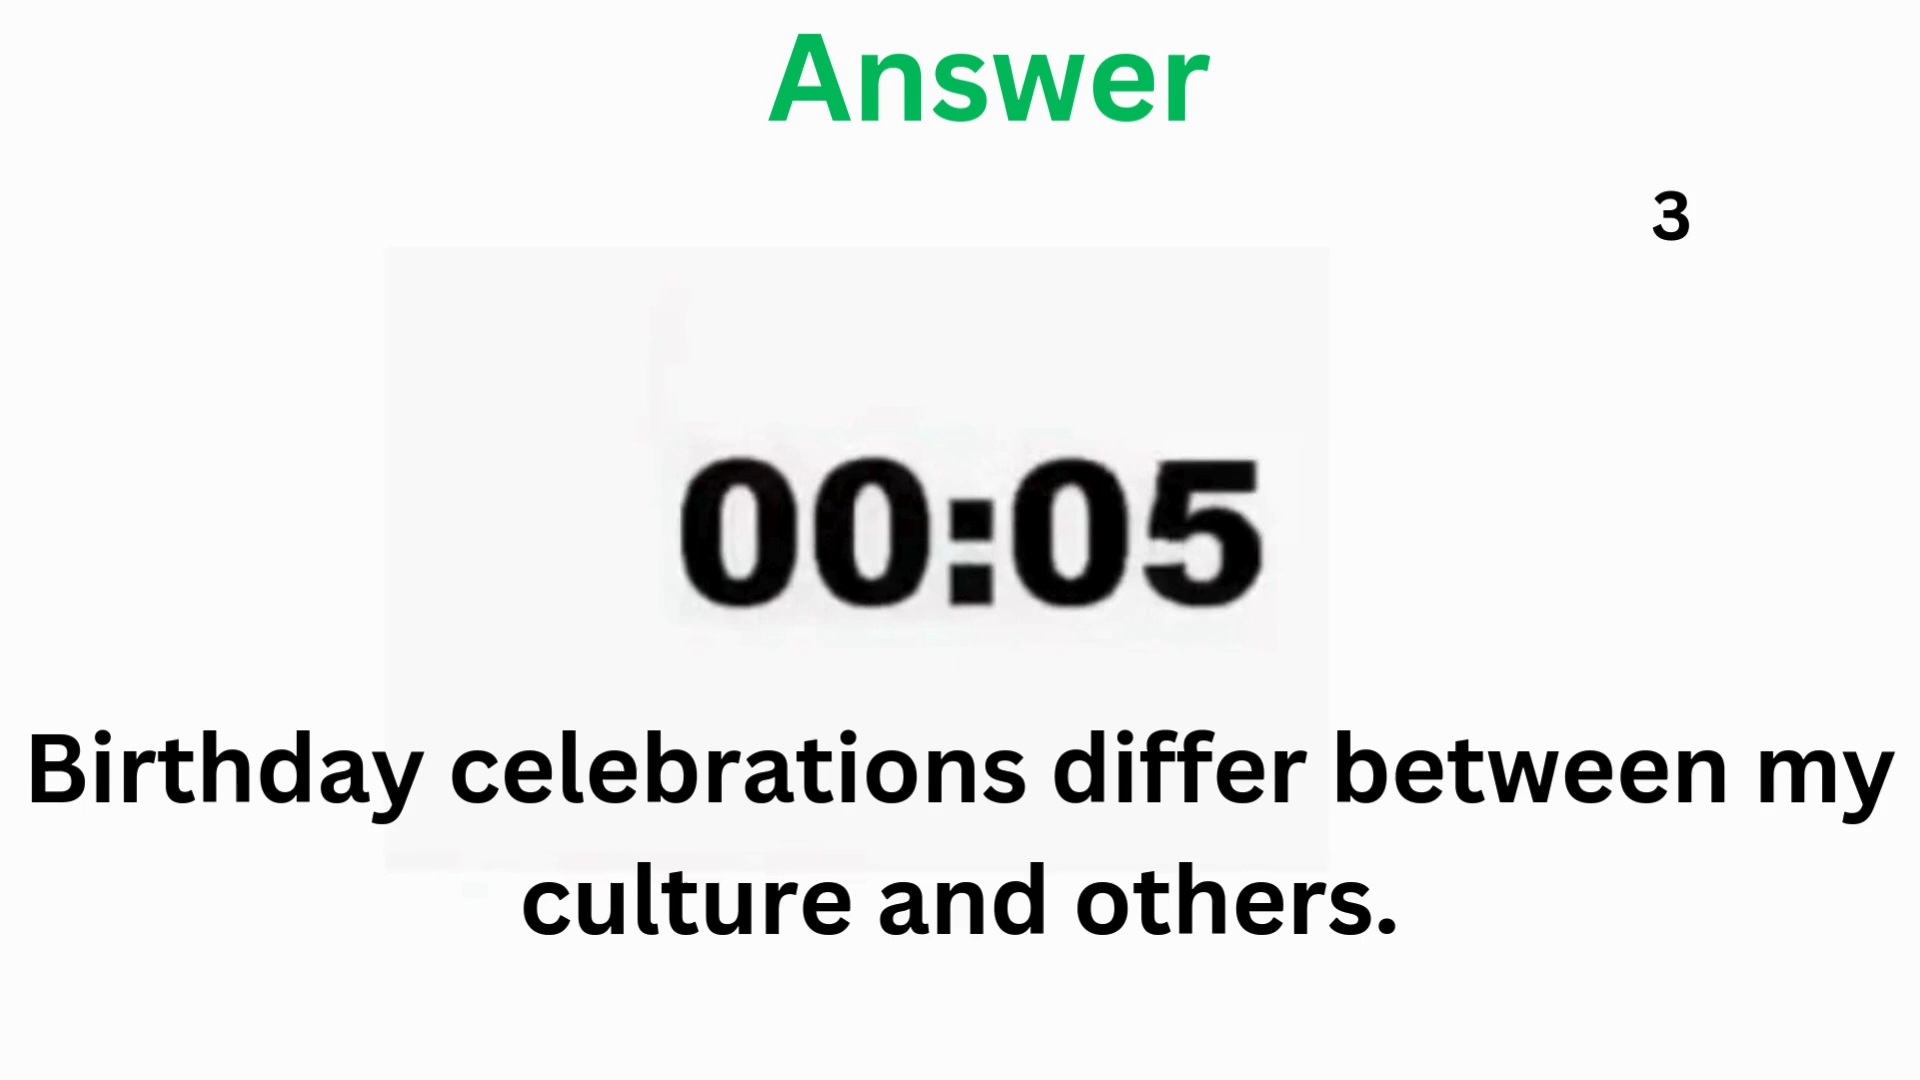 Answer
3
00:05
Birthday celebrations differ between my
culture and others.